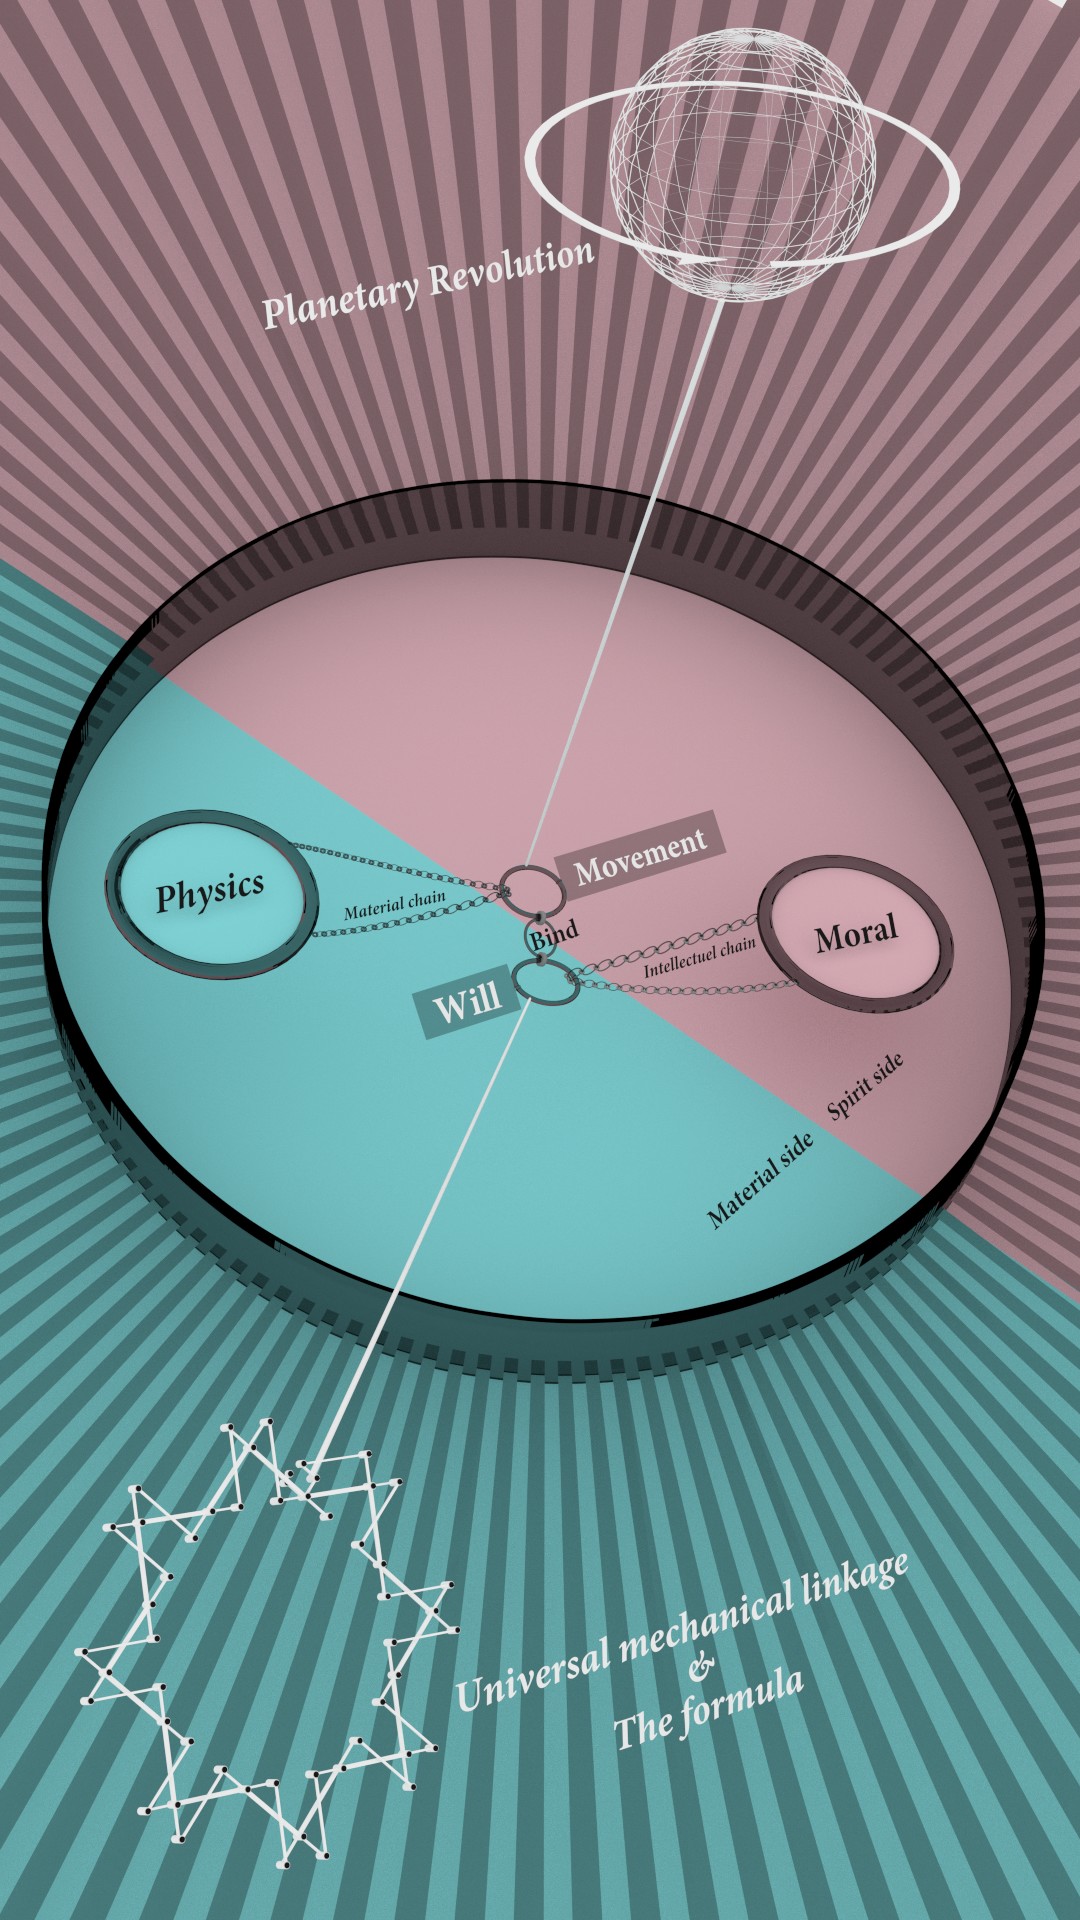 Planetary Revolution
Movement
Physics
Material chain
Bind
Moral
Intellectuel chain
Will
Spirit side
Material side
Universal mechanical linkage
&
The formula